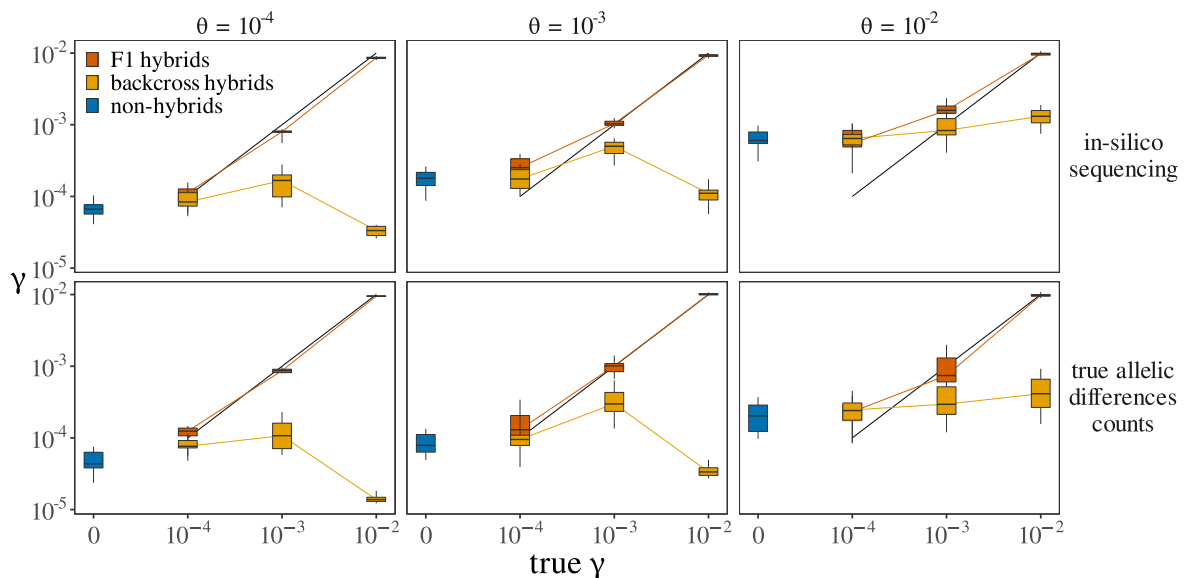 θ = 10⁻⁴ θ = 10⁻³ θ = 10⁻²
F1 hybrids
backcross hybrids
non-hybrids
10⁻²
10⁻³
10⁻⁴
10⁻⁵
in-silico
sequencing
γ
10⁻²
10⁻³
10⁻⁴
10⁻⁵
true allelic
differences
counts
0 10⁻⁴ 10⁻³ 10⁻² 0 10⁻⁴ 10⁻³ 10⁻² 0 10⁻⁴ 10⁻³ 10⁻²
true γ